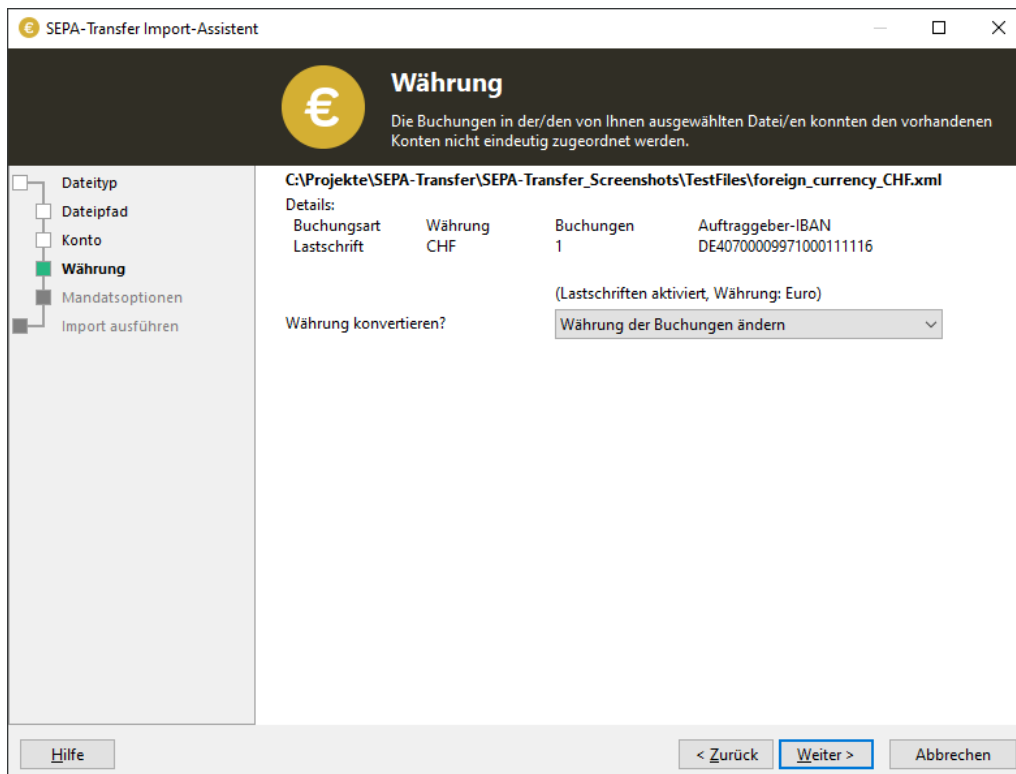 SEPA-Transfer Import-Assistent
€
Währung
Die Buchungen in der/den von Ihnen ausgewählten Datei/en konnten den vorhandenen
Konten nicht eindeutig zugeordnet werden.
Dateityp
Dateipfad
Konto
Währung
Mandatsoptionen
Import ausführen
C:\Projekte\SEPA-Transfer\SEPA-Transfer_Screenshots\TestFiles\foreign_currency_CHF.xml
Details:
Buchungsart Währung Buchungen Auftraggeber-IBAN
Lastschrift CHF 1 DE40700009971000111116
(Lastschriften aktiviert, Währung: Euro)
Währung konvertieren? Währung der Buchungen ändern
Hilfe < Zurück Weiter > Abbrechen